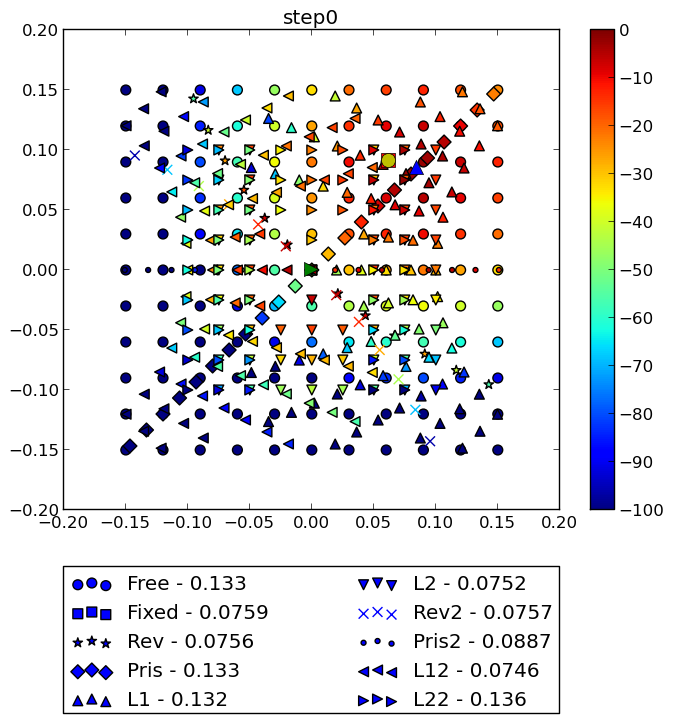 step0
0.20
0.15
0.10
0.05
0.00
−0.05
−0.10
−0.15
−0.20
−0.20 −0.15 −0.10 −0.05 0.00 0.05 0.10 0.15 0.20
0
−10
−20
−30
−40
−50
−60
−70
−80
−90
−100
Free - 0.133 L2 - 0.0752
Fixed - 0.0759 Rev2 - 0.0757
Rev - 0.0756 Pris2 - 0.0887
Pris - 0.133 L12 - 0.0746
L1 - 0.132 L22 - 0.136